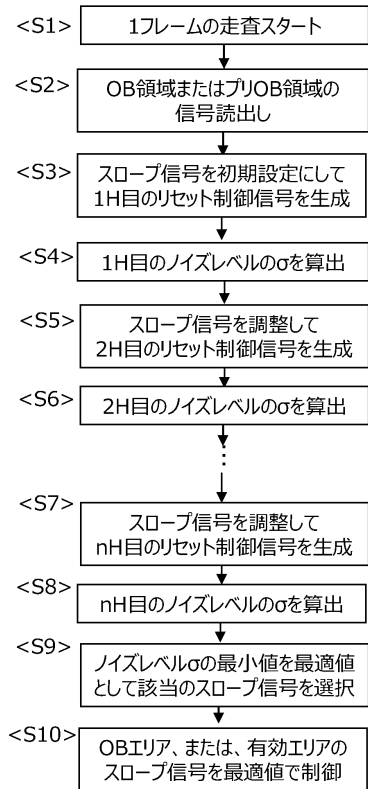 <S1>
1フレームの走査スタート
<S2>
OB領域またはプリOB領域の
信号読出し
<S3>
スロープ信号を初期設定にして
1H目のリセット制御信号を生成
<S4>
1H目のノイズレベルのσを算出
<S5>
スロープ信号を調整して
2H目のリセット制御信号を生成
<S6>
2H目のノイズレベルのσを算出
⋮
<S7>
スロープ信号を調整して
nH目のリセット制御信号を生成
<S8>
nH目のノイズレベルのσを算出
<S9>
ノイズレベルσの最小値を最適値
として該当のスロープ信号を選択
<S10>
OBエリア、または、有効エリアの
スロープ信号を最適値で制御